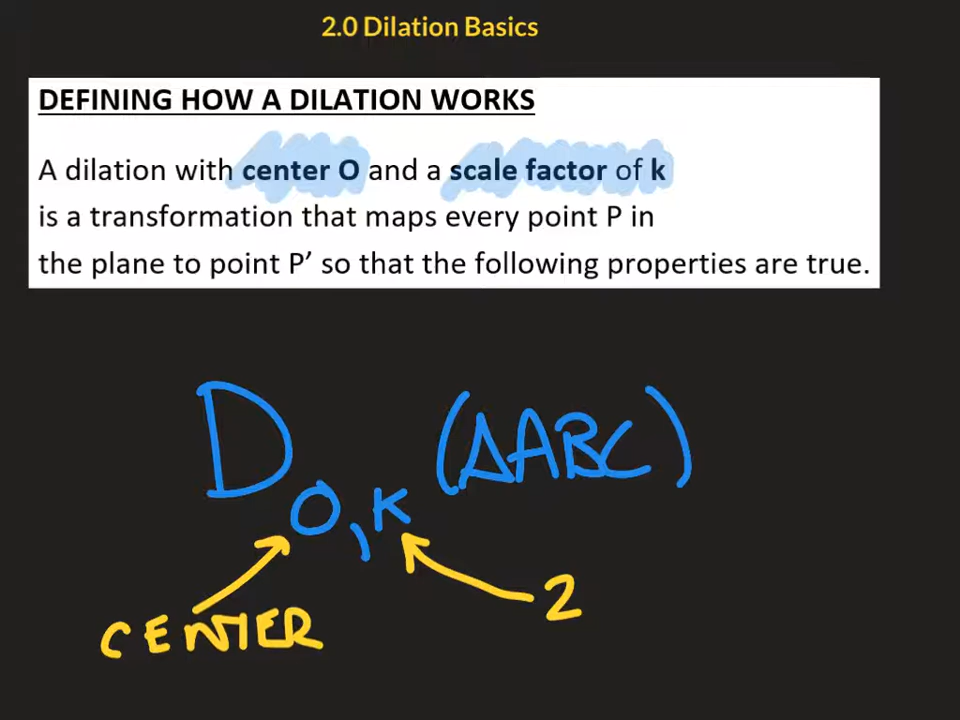 2.0 Dilation Basics
DEFINING HOW A DILATION WORKS
A dilation with center O and a scale factor of k
is a transformation that maps every point P in
the plane to point P’ so that the following properties are true.
D O,K (△ABC)
CENTER
2